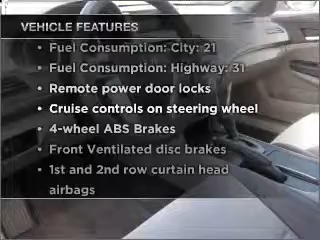 VEHICLE FEATURES
• Fuel Consumption: City: 21
• Fuel Consumption: Highway: 31
• Remote power door locks
• Cruise controls on steering wheel
• 4-wheel ABS Brakes
• Front Ventilated disc brakes
• 1st and 2nd row curtain head
airbags